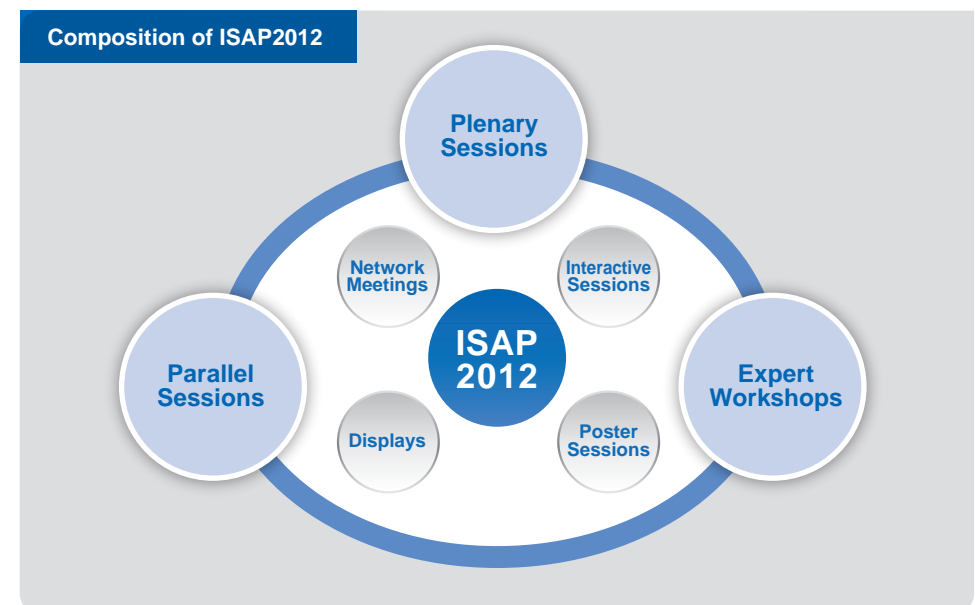 Composition of ISAP2012
Plenary
Sessions
Network
Meetings
Interactive
Sessions
ISAP
2012
Parallel
Sessions
Expert
Workshops
Displays
Poster
Sessions